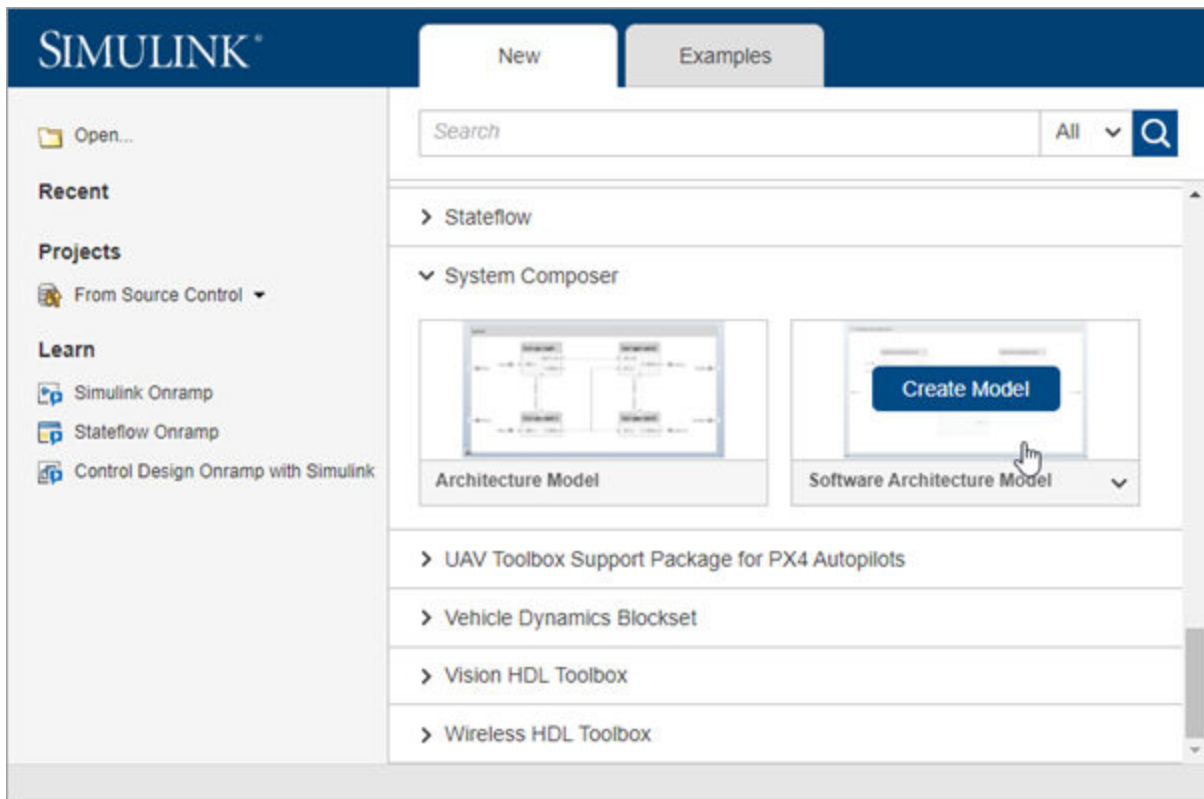 SIMULINK®
New
Examples
Open...
Recent
Projects
From Source Control
Learn
Simulink Onramp
Stateflow Onramp
Control Design Onramp with Simulink
Search
All
Stateflow
System Composer
Architecture Model
Create Model
Software Architecture Model
UAV Toolbox Support Package for PX4 Autopilots
Vehicle Dynamics Blockset
Vision HDL Toolbox
Wireless HDL Toolbox